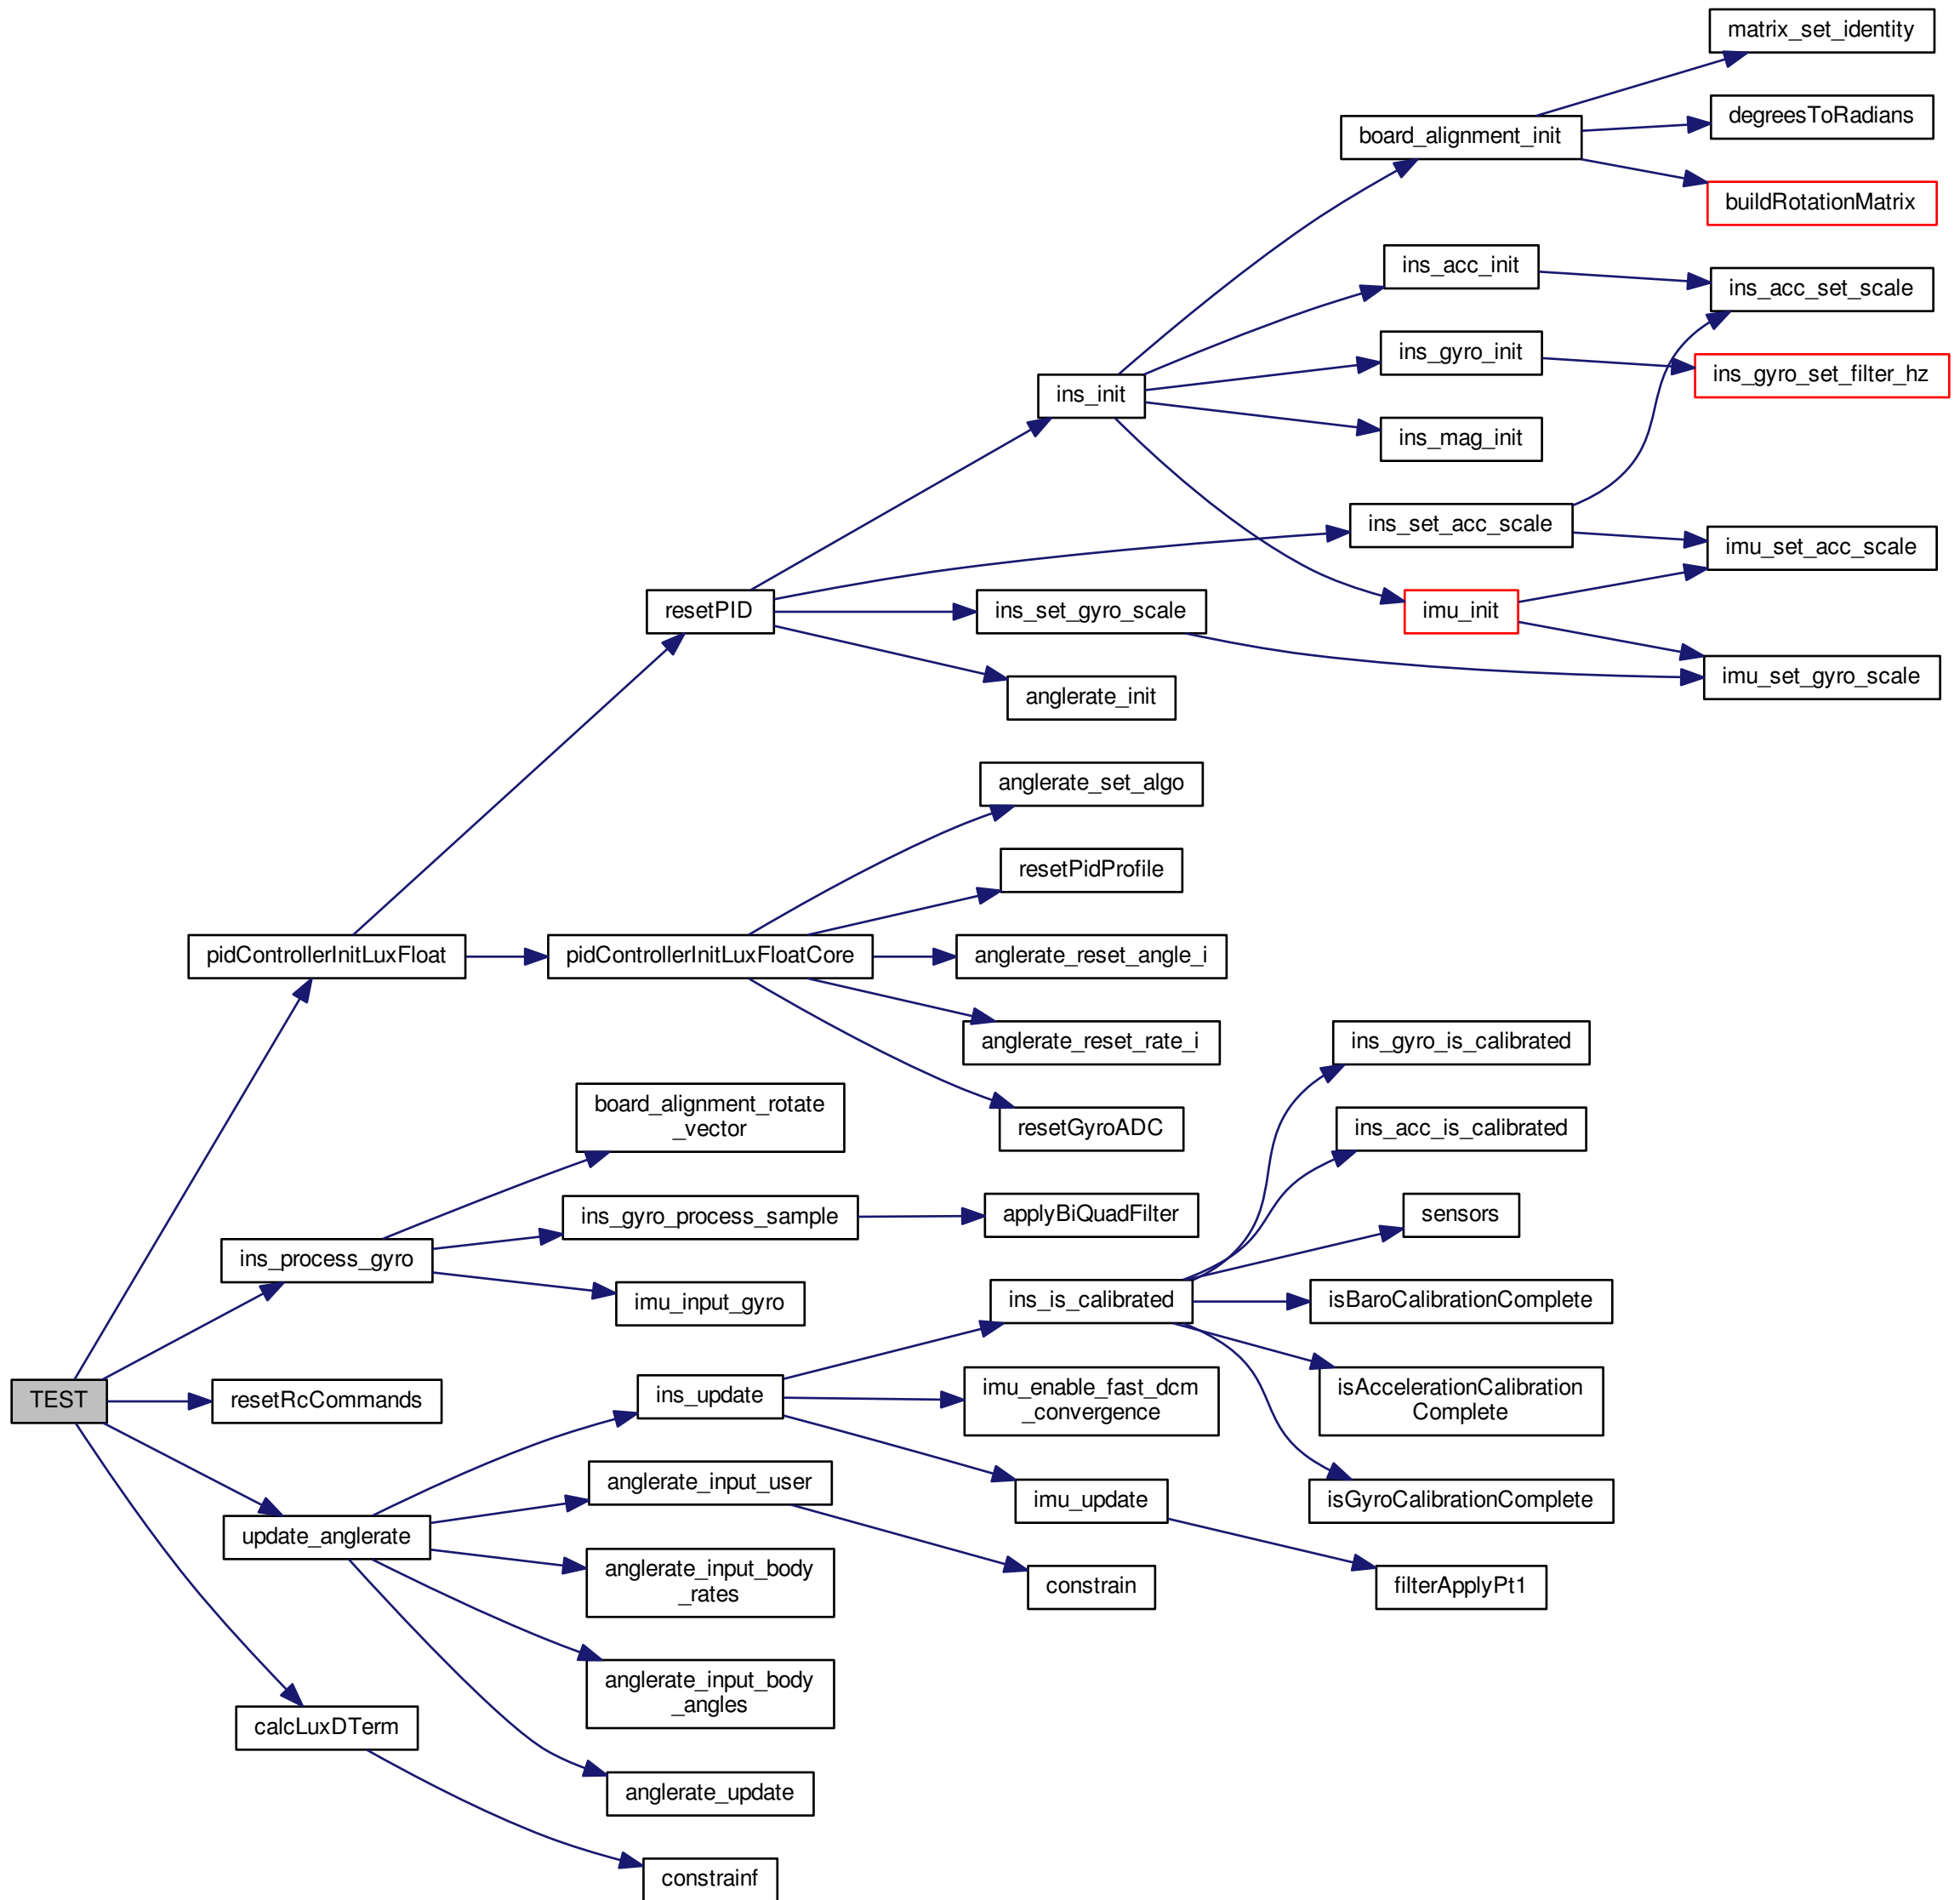 matrix_set_identity
degreesToRadians
board_alignment_init
buildRotationMatrix
ins_acc_init
ins_acc_set_scale
ins_gyro_init
ins_gyro_set_filter_hz
ins_init
ins_mag_init
ins_set_acc_scale
imu_set_acc_scale
resetPID
ins_set_gyro_scale
imu_init
imu_set_gyro_scale
anglerate_init
anglerate_set_algo
resetPidProfile
pidControllerInitLuxFloat
pidControllerInitLuxFloatCore
anglerate_reset_angle_i
anglerate_reset_rate_i
ins_gyro_is_calibrated
board_alignment_rotate
_vector
resetGyroADC
ins_acc_is_calibrated
ins_gyro_process_sample
applyBiQuadFilter
sensors
ins_process_gyro
imu_input_gyro
ins_is_calibrated
isBaroCalibrationComplete
TEST
resetRcCommands
ins_update
imu_enable_fast_dcm
_convergence
isAccelerationCalibration
Complete
anglerate_input_user
imu_update
isGyroCalibrationComplete
update_anglerate
anglerate_input_body
_rates
constrain
filterApplyPt1
anglerate_input_body
_angles
calcLuxDTerm
anglerate_update
constrainf